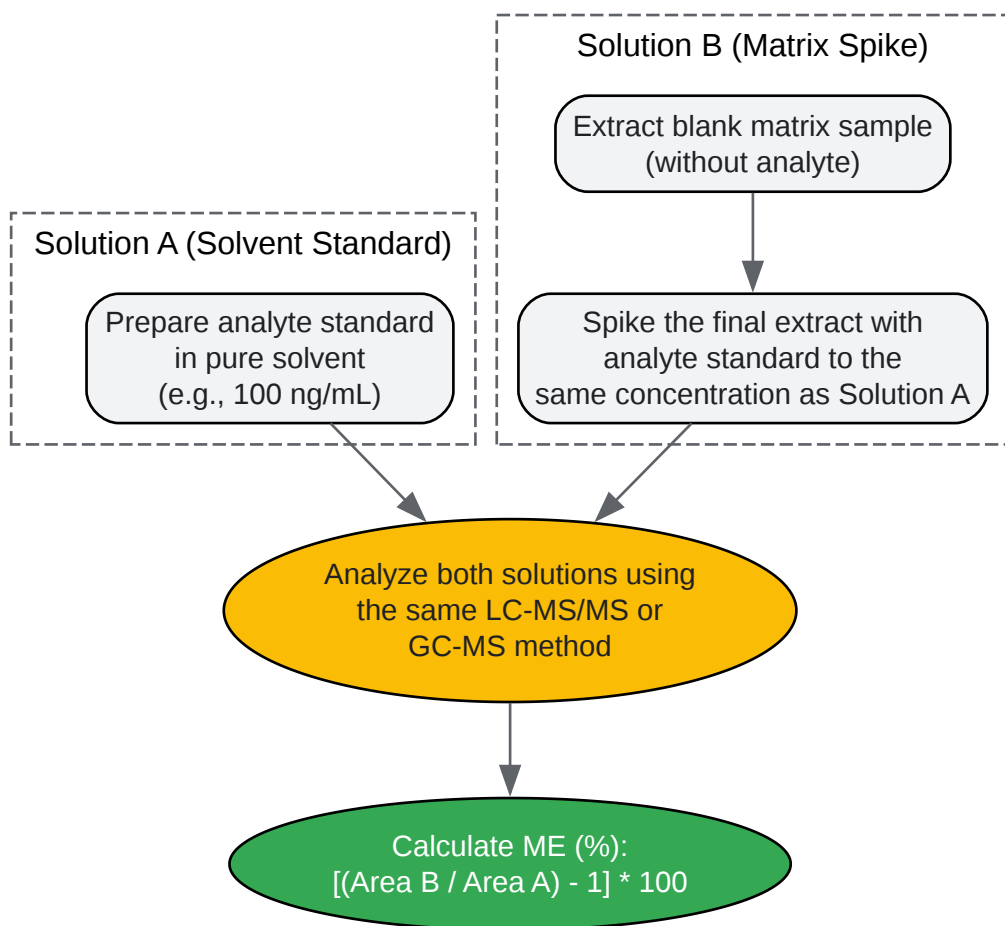 Solution B (Matrix Spike)
Extract blank matrix sample
(without analyte)
Solution A (Solvent Standard)
Prepare analyte standard
in pure solvent
(e.g., 100 ng/mL)
Spike the final extract with
analyte standard to the
same concentration as Solution A
Analyze both solutions using
the same LC-MS/MS or
GC-MS method
Calculate ME (%):
[(Area B / Area A) - 1] * 100